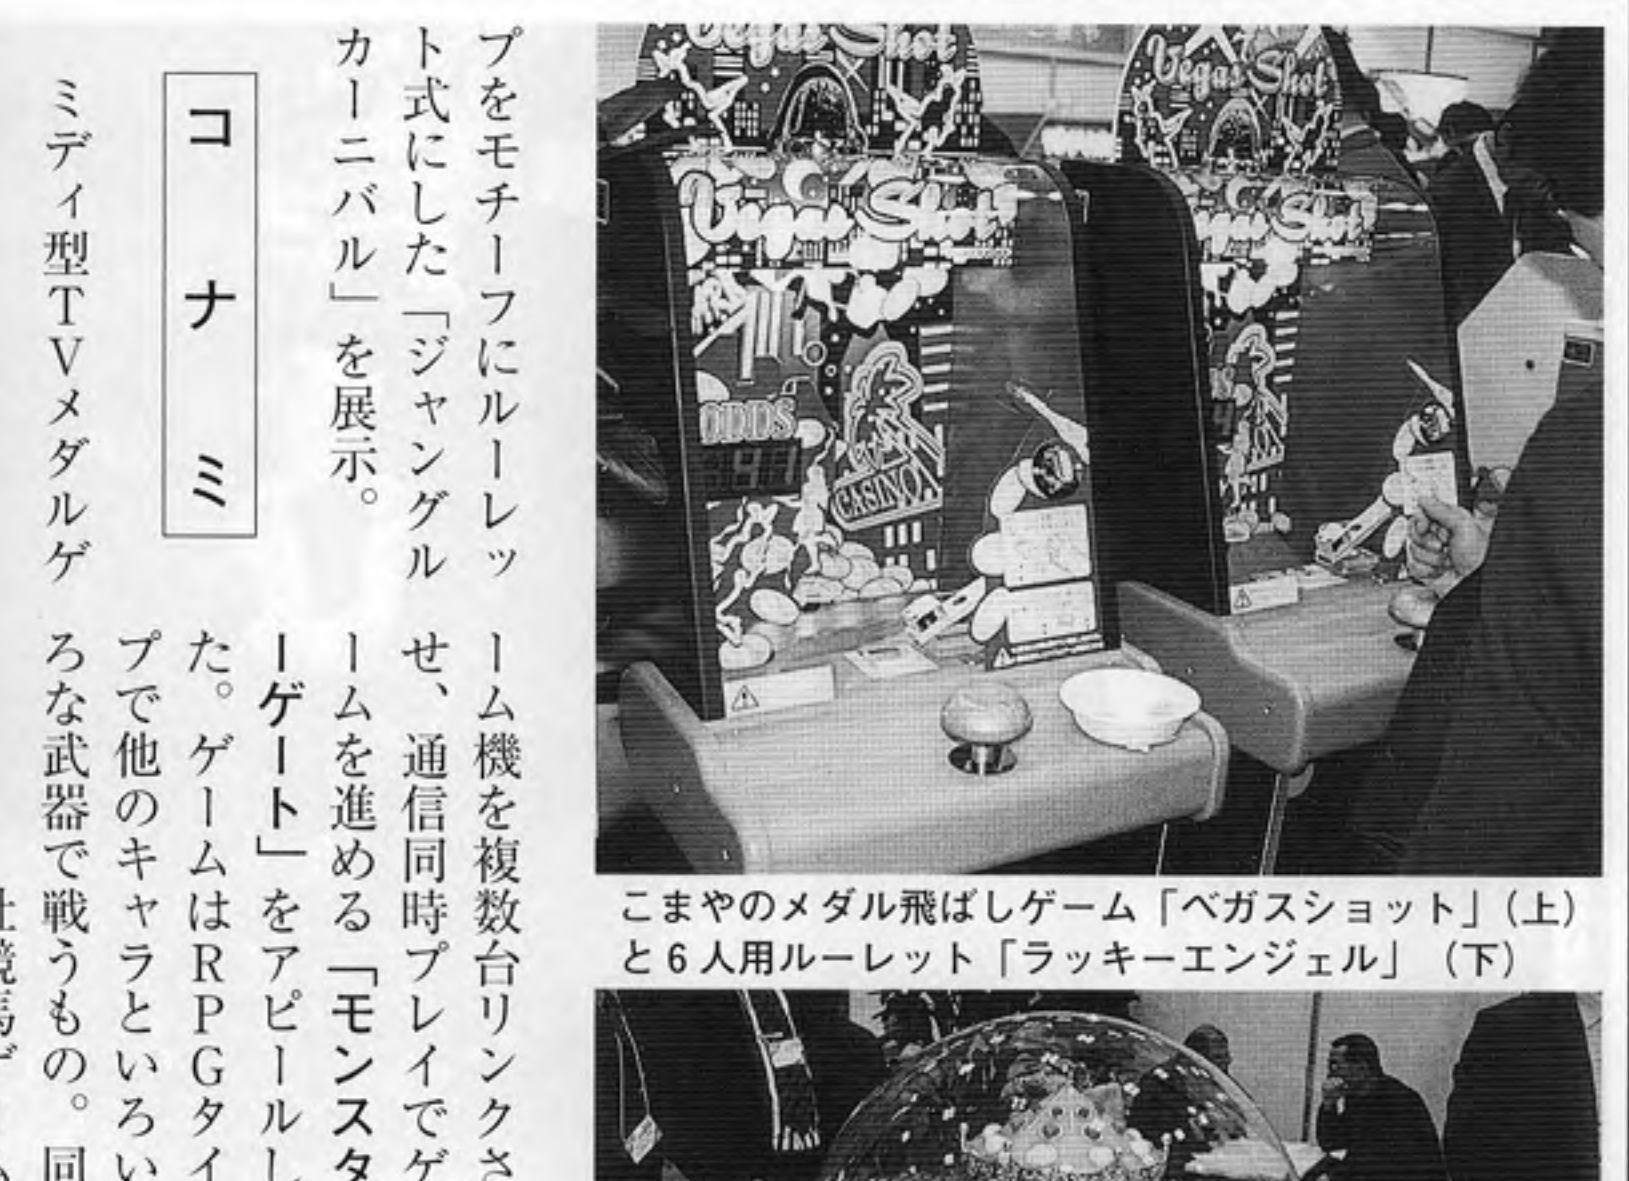 プをモチーフにルーレッ
ト式にした「ジャングル
カーニバル」を展示。
コナミ
ミディ型TVメダルゲ
ーム機を複数台リンクさ
せ、通信同時プレイでゲ
ームを進める「モンスタ
ーゲート」をアピールし
た。ゲームはRPGタイ
プで他のキャラといろい
ろな武器で戦うもの。同
Vegas Shot
Vegas Shot
Vegas Shot
Vegas Shot
ODDS
CASINO
こまやのメダル飛ばしゲーム「ベガスショット」(上)
と6人用ルーレット「ラッキーエンジェル」(下)